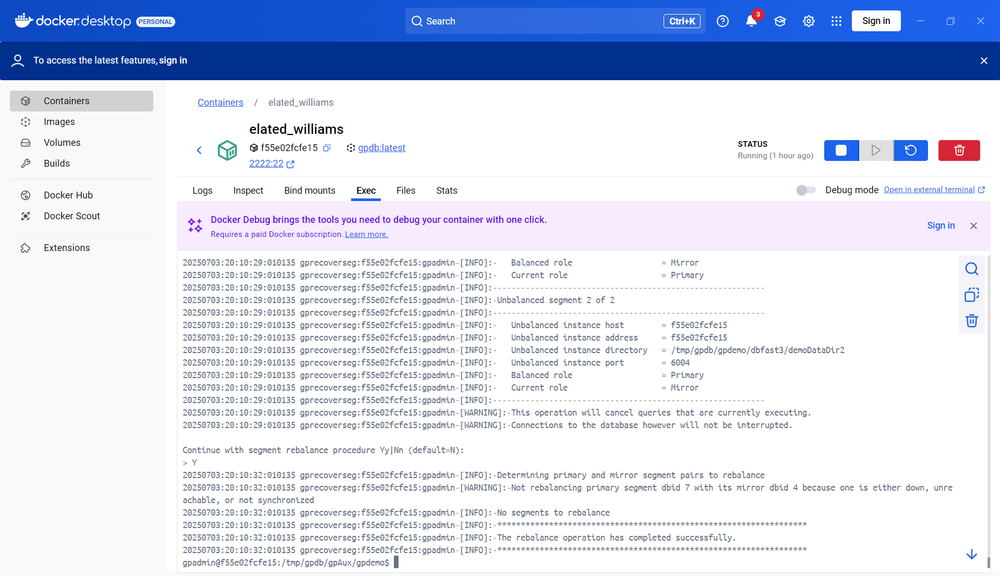 docker.desktop PERSONAL
Search
Ctrl+K
3
Sign in
To access the latest features, sign in
Containers
Images
Volumes
Builds
Docker Hub
Docker Scout
Extensions
Containers / elated_williams
elated_williams
f55e02fcfe15 gpdb:latest
2222:22
STATUS
Running (1 hour ago)
Logs Inspect Bind mounts Exec Files Stats
Debug mode Open in external terminal
Docker Debug brings the tools you need to debug your container with one click.
Requires a paid Docker subscription. Learn more.
Sign in
20250703:20:10:29:010135 gprecoverseg:f55e02fcfe15:gpadmin-[INFO]:-   Balanced role                   = Mirror
20250703:20:10:29:010135 gprecoverseg:f55e02fcfe15:gpadmin-[INFO]:-   Current role                    = Primary
20250703:20:10:29:010135 gprecoverseg:f55e02fcfe15:gpadmin-[INFO]:----------------------------------------------------------
20250703:20:10:29:010135 gprecoverseg:f55e02fcfe15:gpadmin-[INFO]:-Unbalanced segment 2 of 2
20250703:20:10:29:010135 gprecoverseg:f55e02fcfe15:gpadmin-[INFO]:----------------------------------------------------------
20250703:20:10:29:010135 gprecoverseg:f55e02fcfe15:gpadmin-[INFO]:-   Unbalanced instance host        = f55e02fcfe15
20250703:20:10:29:010135 gprecoverseg:f55e02fcfe15:gpadmin-[INFO]:-   Unbalanced instance address     = f55e02fcfe15
20250703:20:10:29:010135 gprecoverseg:f55e02fcfe15:gpadmin-[INFO]:-   Unbalanced instance directory   = /tmp/gpdb/gpdemo/dbfast3/demoDataDir2
20250703:20:10:29:010135 gprecoverseg:f55e02fcfe15:gpadmin-[INFO]:-   Unbalanced instance port        = 6004
20250703:20:10:29:010135 gprecoverseg:f55e02fcfe15:gpadmin-[INFO]:-   Balanced role                   = Primary
20250703:20:10:29:010135 gprecoverseg:f55e02fcfe15:gpadmin-[INFO]:-   Current role                    = Mirror
20250703:20:10:29:010135 gprecoverseg:f55e02fcfe15:gpadmin-[INFO]:----------------------------------------------------------
20250703:20:10:29:010135 gprecoverseg:f55e02fcfe15:gpadmin-[WARNING]:-This operation will cancel queries that are currently executing.
20250703:20:10:29:010135 gprecoverseg:f55e02fcfe15:gpadmin-[WARNING]:-Connections to the database however will not be interrupted.
Continue with segment rebalance procedure Yy|Nn (default=N):
> Y
20250703:20:10:32:010135 gprecoverseg:f55e02fcfe15:gpadmin-[INFO]:-Determining primary and mirror segment pairs to rebalance
20250703:20:10:32:010135 gprecoverseg:f55e02fcfe15:gpadmin-[WARNING]:-Not rebalancing primary segment dbid 7 with its mirror dbid 4 because one is either down, unre
achable, or not synchronized
20250703:20:10:32:010135 gprecoverseg:f55e02fcfe15:gpadmin-[INFO]:-No segments to rebalance
20250703:20:10:32:010135 gprecoverseg:f55e02fcfe15:gpadmin-[INFO]:-******************************************************************
20250703:20:10:32:010135 gprecoverseg:f55e02fcfe15:gpadmin-[INFO]:-The rebalance operation has completed successfully.
20250703:20:10:32:010135 gprecoverseg:f55e02fcfe15:gpadmin-[INFO]:-******************************************************************
gpadmin@f55e02fcfe15:/tmp/gpdb/gpAux/gpdemo$